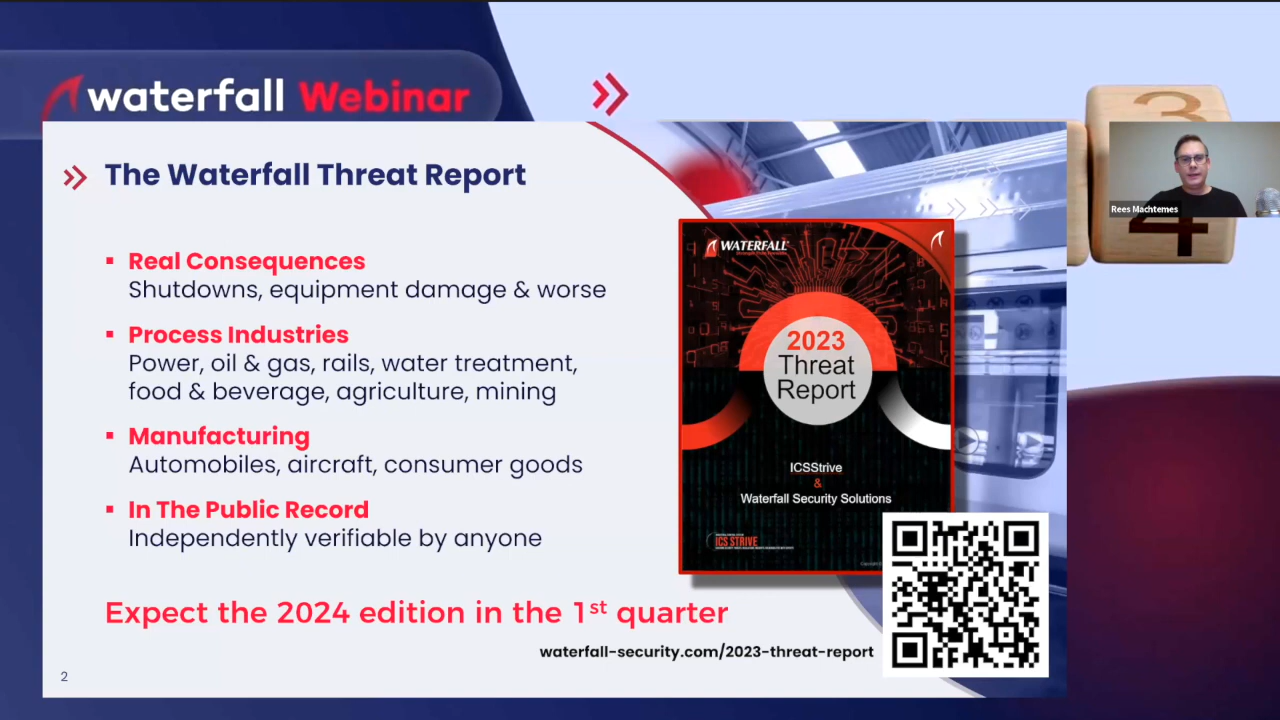 waterfall Webinar
The Waterfall Threat Report
Real Consequences
Shutdowns, equipment damage & worse
Process Industries
Power, oil & gas, rails, water treatment,
food & beverage, agriculture, mining
Manufacturing
Automobiles, aircraft, consumer goods
In The Public Record
Independently verifiable by anyone
Expect the 2024 edition in the 1st quarter
waterfall-security.com/2023-threat-report
2
WATERFALL
2023
Threat
Report
ICSStrive
&
Waterfall Security Solutions
ICS STRIVE
3
Rees Machtemes
4